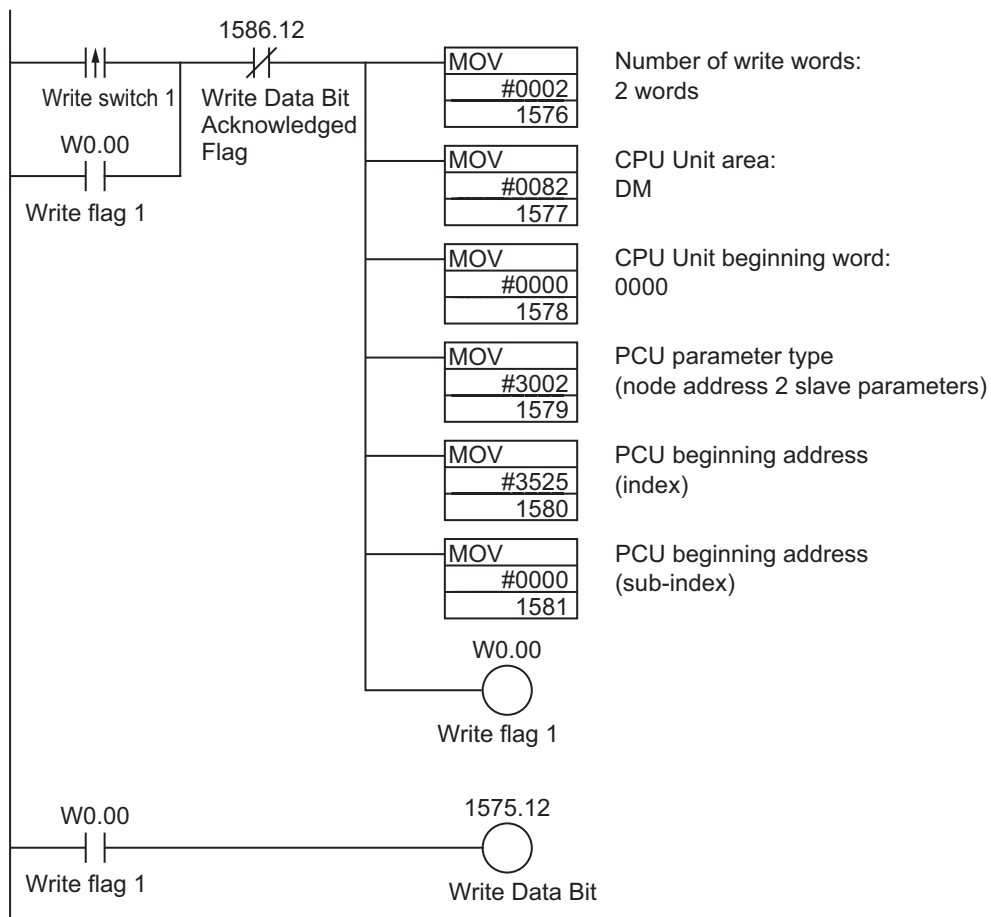 1586.12
Write switch 1
Write Data Bit
Acknowledged
Flag
W0.00
Write flag 1
MOV
#0002
1576
Number of write words:
2 words
MOV
#0082
1577
CPU Unit area:
DM
MOV
#0000
1578
CPU Unit beginning word:
0000
MOV
#3002
1579
PCU parameter type
(node address 2 slave parameters)
MOV
#3525
1580
PCU beginning address
(index)
MOV
#0000
1581
PCU beginning address
(sub-index)
W0.00
Write flag 1
W0.00
Write flag 1
1575.12
Write Data Bit